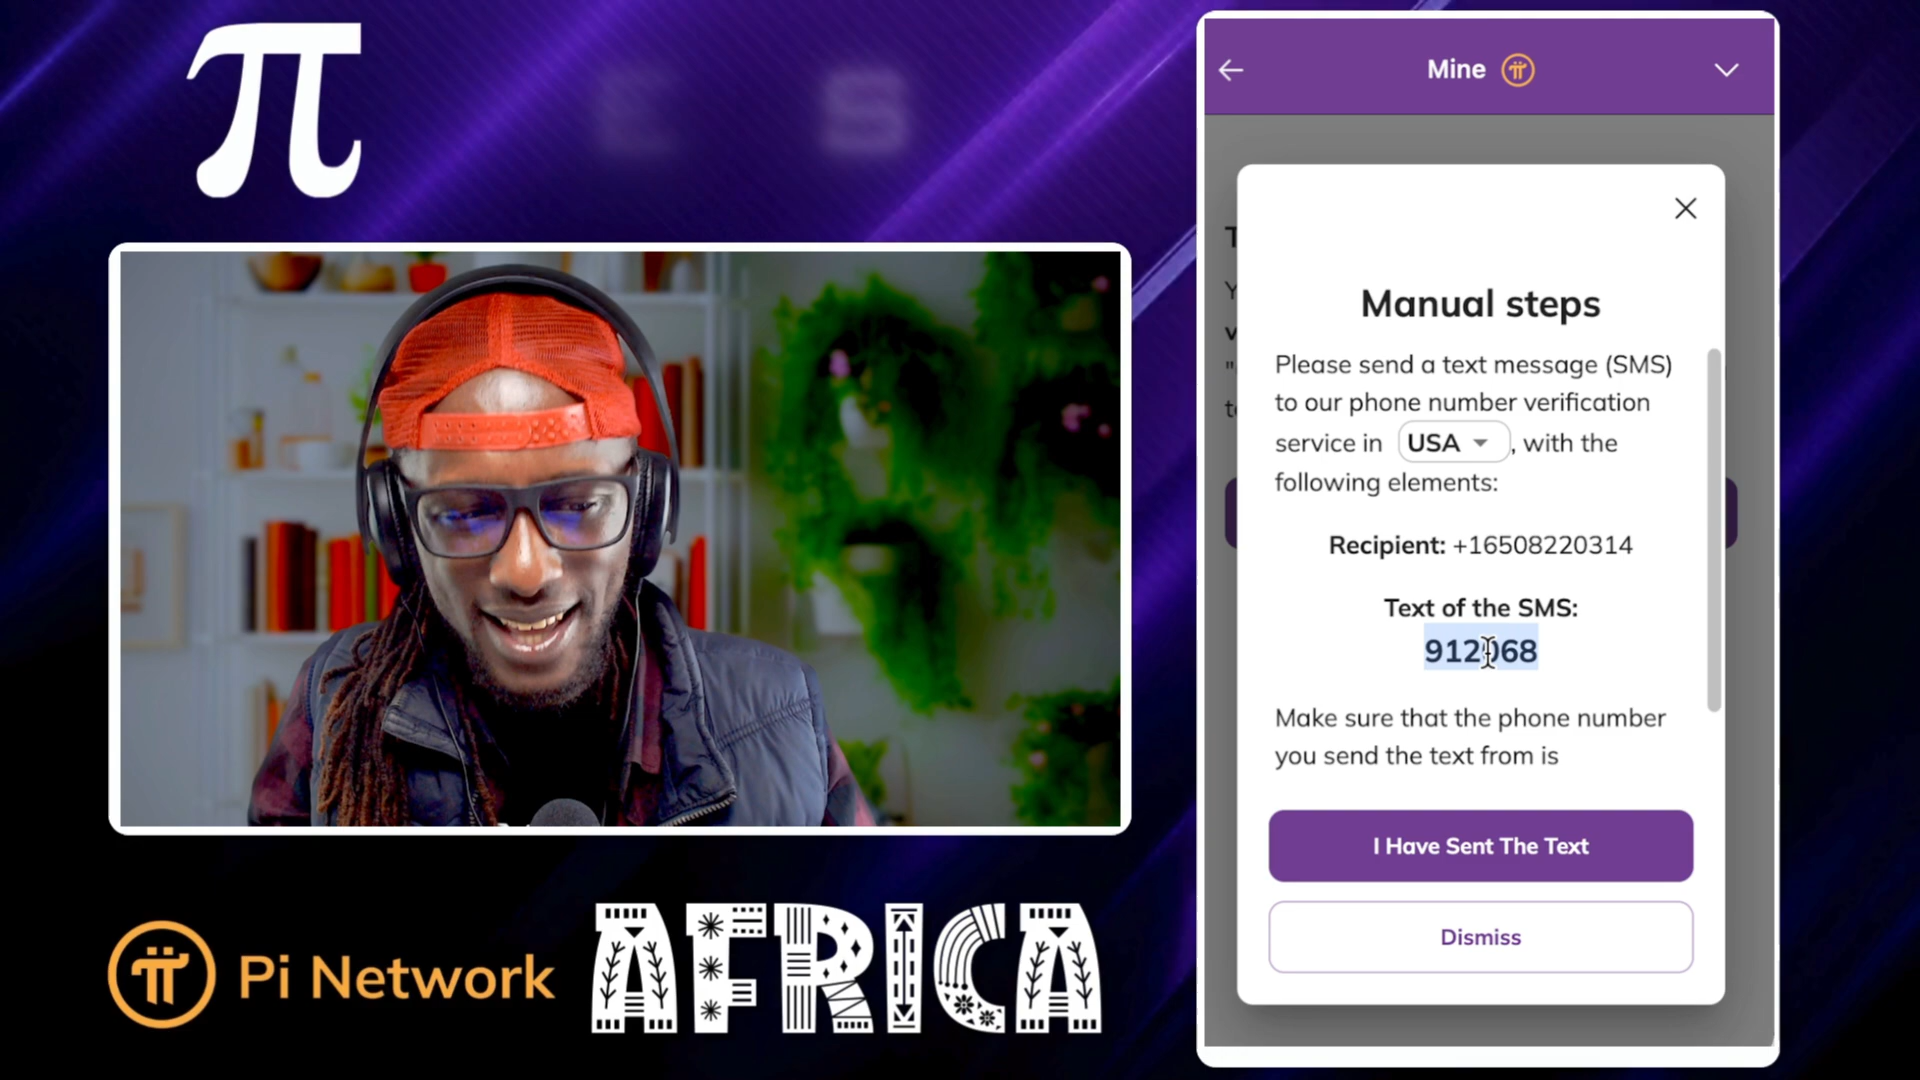 π
E S
Pi Network
AFRICA
Mine
Manual steps
Please send a text message (SMS)
to our phone number verification
service in USA , with the
following elements:
Recipient: +16508220314
Text of the SMS:
912068
Make sure that the phone number
you send the text from is
I Have Sent The Text
Dismiss